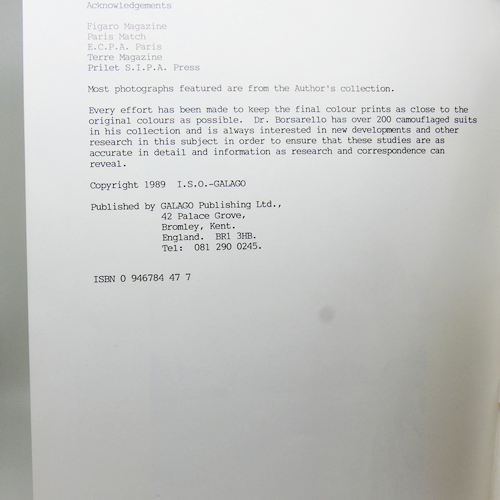 Acknowledgements
Figaro Magazine
Paris Match
E.C.P.A. Paris
Terre Magazine
Prilet S.I.P.A. Press
Most photographs featured are from the Author's collection.
Every effort has been made to keep the final colour prints as close to the
original colours as possible. Dr. Borsarello has over 200 camouflaged suits
in his collection and is always interested in new developments and other
research in this subject in order to ensure that these studies are as
accurate in detail and information as research and correspondence can
reveal.
Copyright 1989 I.S.O.-GALAGO
Published by GALAGO Publishing Ltd.,
42 Palace Grove,
Bromley, Kent.
England. BR1 3HB.
Tel: 081 290 0245.
ISBN 0 946784 47 7